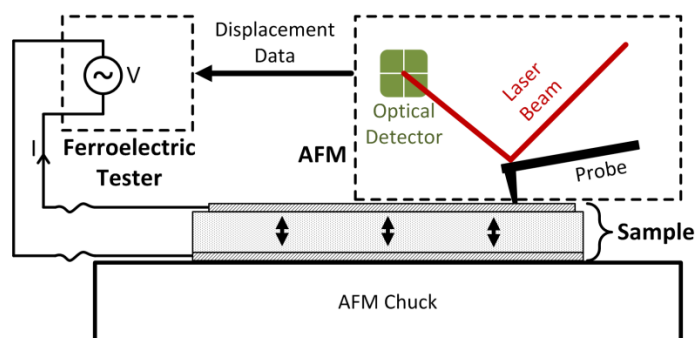 Displacement
Data
V
Optical
Detector
Laser
Beam
I
Ferroelectric
Tester
AFM
Probe
Sample
AFM Chuck